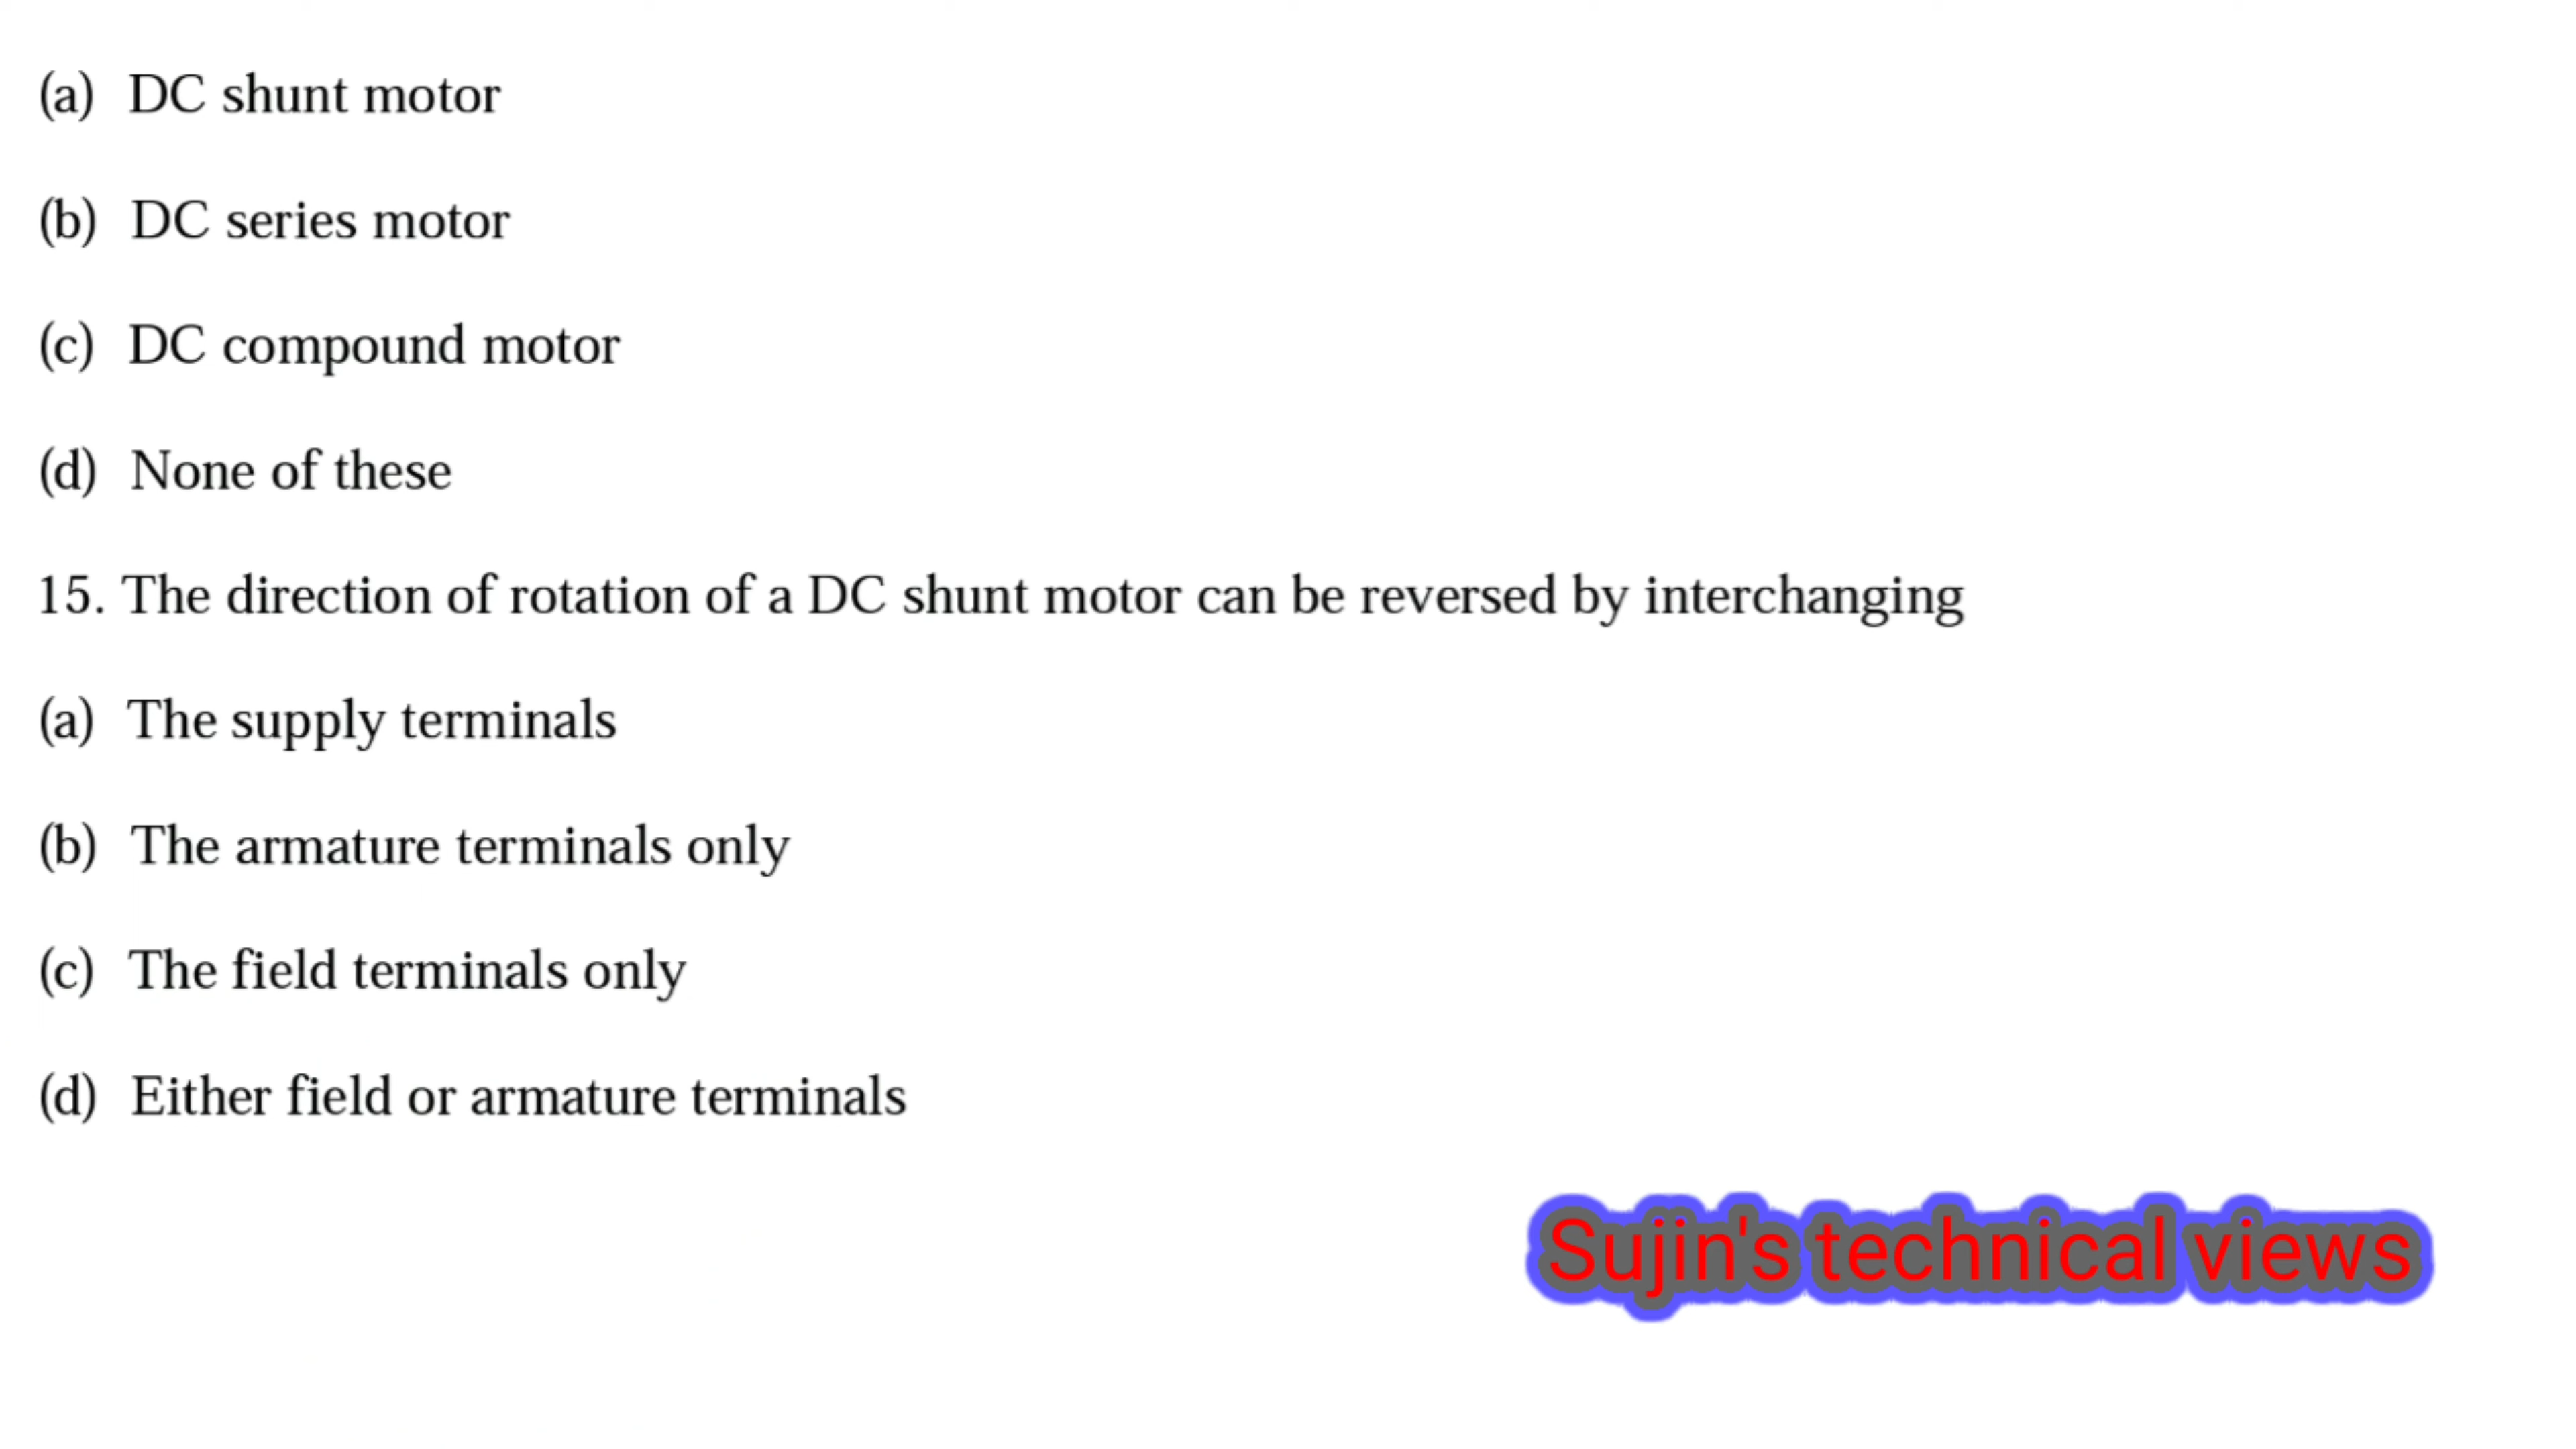 (a) DC shunt motor
(b) DC series motor
(c) DC compound motor
(d) None of these
15. The direction of rotation of a DC shunt motor can be reversed by interchanging
(a) The supply terminals
(b) The armature terminals only
(c) The field terminals only
(d) Either field or armature terminals
Sujin's technical views